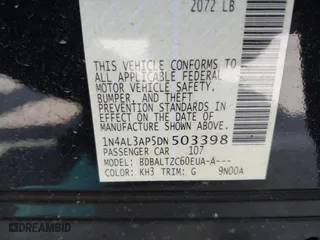 2072 LB
THIS VEHICLE CONFORMS TO ALL
APPLICABLE FEDERAL
MOTOR VEHICLE SAFETY,
BUMPER, AND THEFT
PREVENTION STANDARDS
IN EFFECT ON THE DATE OF
MANUFACTURE SHOWN ABOVE.
1N4AL3AP5DN503398
PASSENGER CAR 107
MODEL: BDBALTZC60EUA-A---
COLOR: KH3 TRIM: G 9N00A
DREAMBID